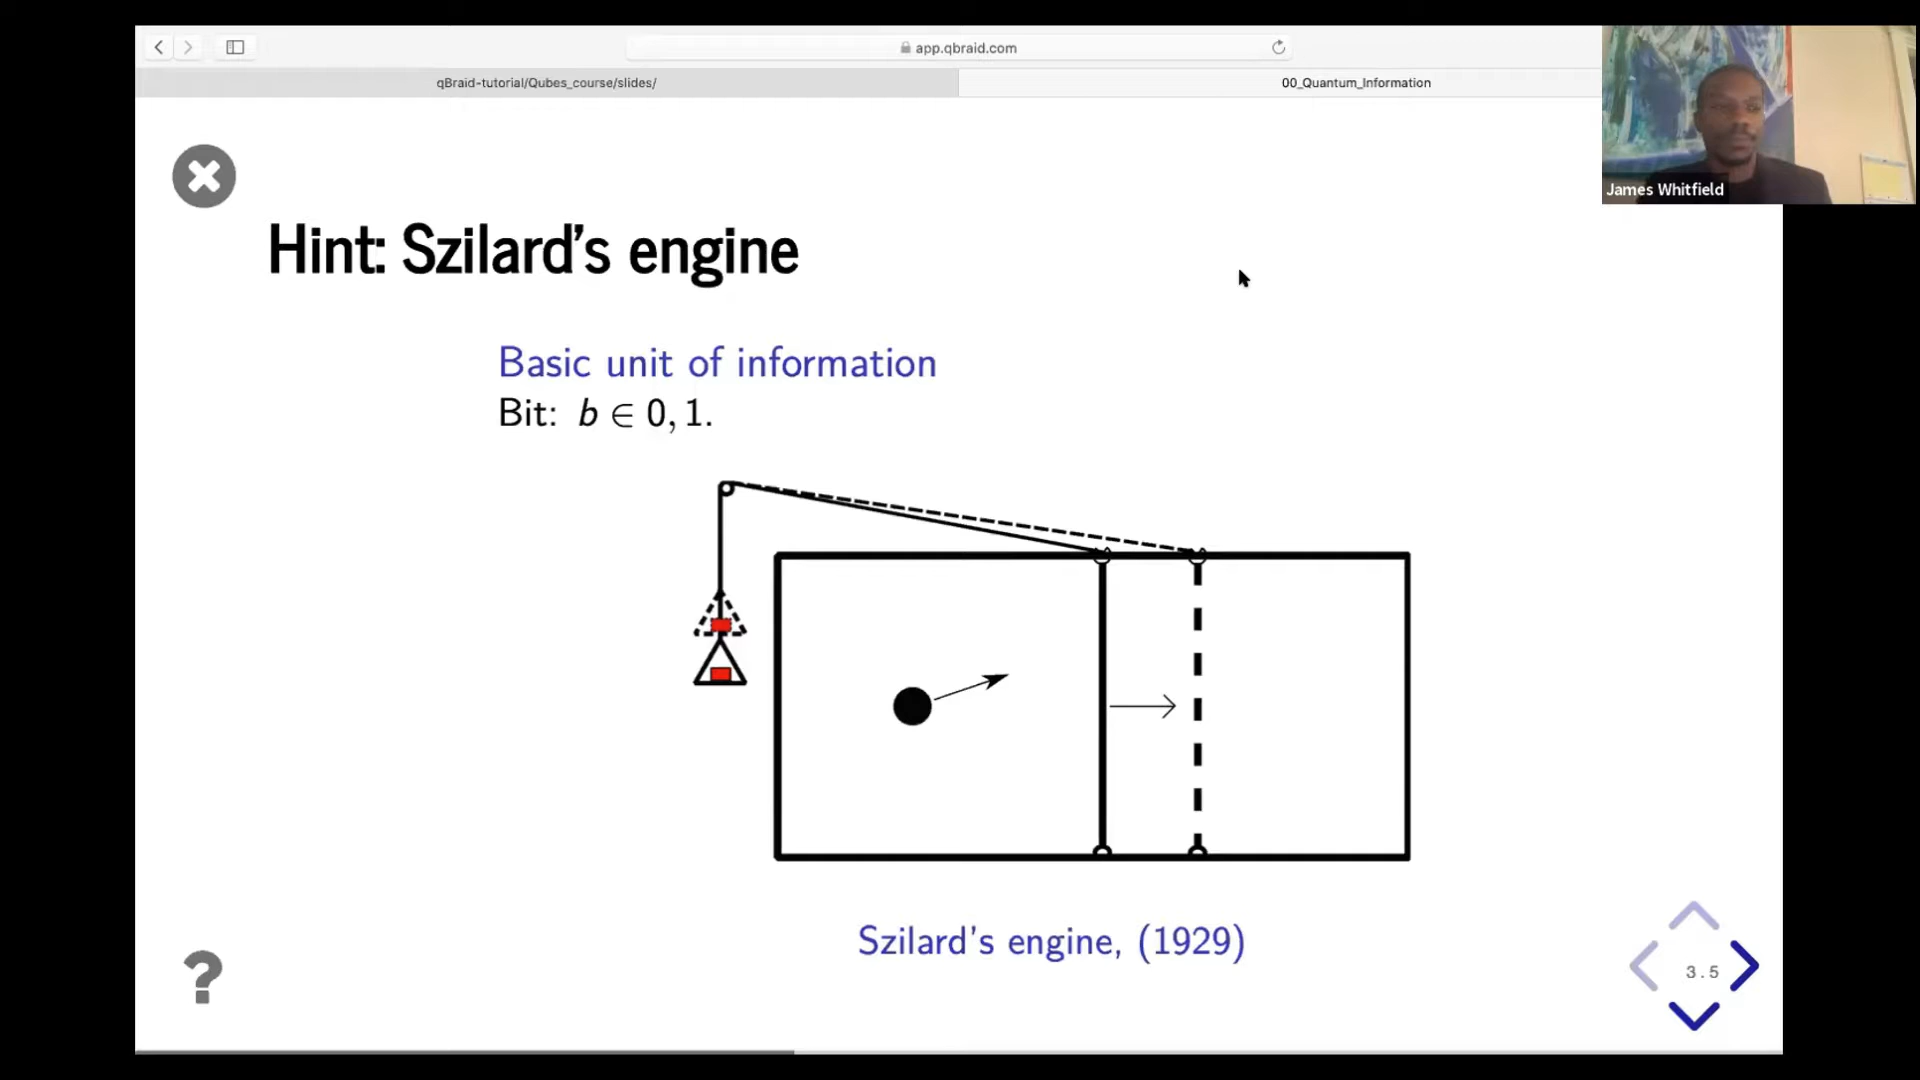 app.qbraid.com
qBraid-tutorial/Qubes_course/slides/
00_Quantum_Information
James Whitfield
Hint: Szilard's engine
Basic unit of information
Bit: b ∈ 0, 1.
Szilard's engine, (1929)
3.5
?